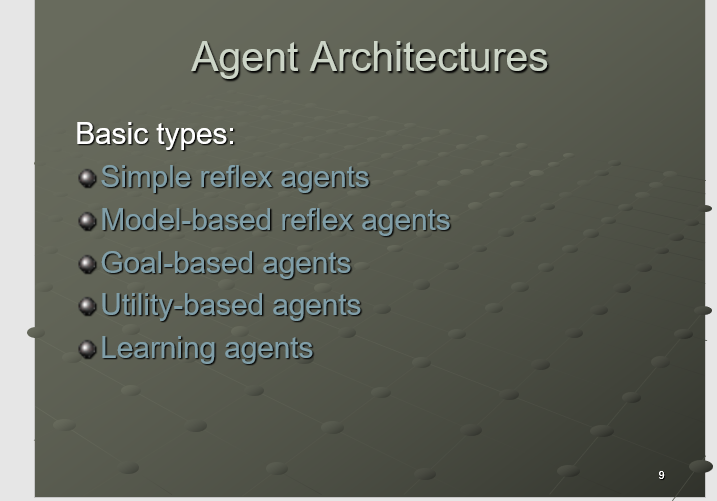 Agent Architectures
Basic types:
Simple reflex agents
Model-based reflex agents
Goal-based agents
Utility-based agents
Learning agents
9